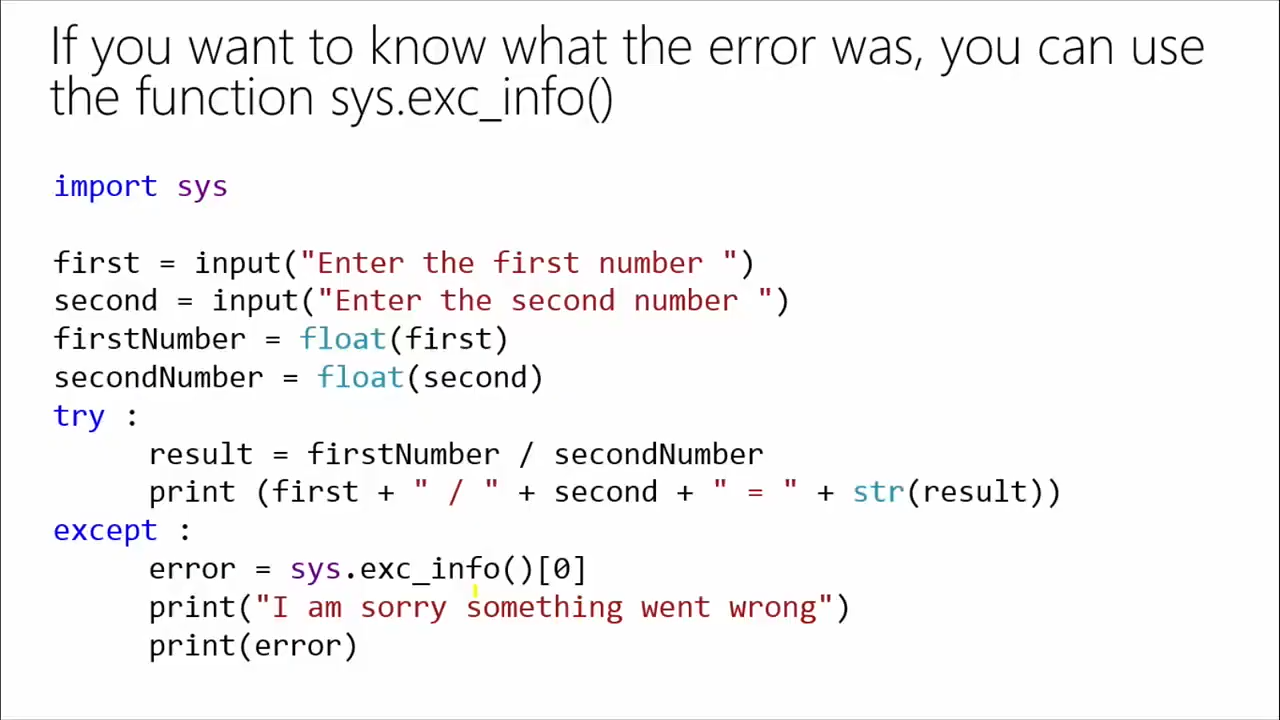 If you want to know what the error was, you can use
the function sys.exc_info()
import sys
first = input("Enter the first number ")
second = input("Enter the second number ")
firstNumber = float(first)
secondNumber = float(second)
try :
result = firstNumber / secondNumber
print (first + " / " + second + " = " + str(result))
except :
error = sys.exc_info()[0]
print("I am sorry something went wrong")
print(error)